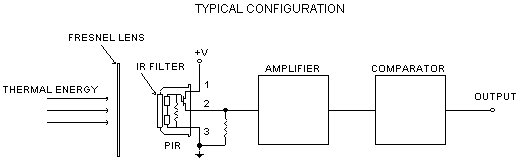 TYPICAL CONFIGURATION
FRESNEL LENS
+V
IR FILTER
AMPLIFIER
COMPARATOR
THERMAL ENERGY
1
2
3
OUTPUT
PIR